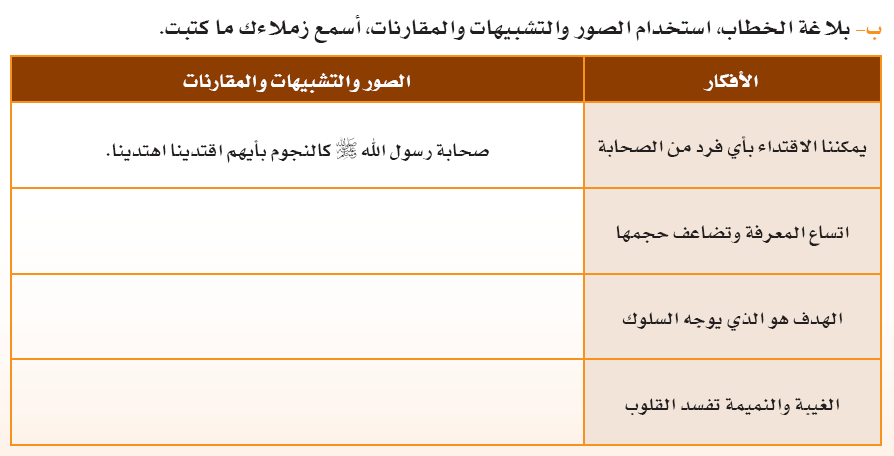 ب- بلاغة الخطاب، استخدام الصور والتشبيهات والمقارنات، أسمع زملاءك ما كتبت.
الأفكار
الصور والتشبيهات والمقارنات
يمكننا الاقتداء بأي فرد من الصحابة
صحابة رسول الله ﷺ كالنجوم بأيهم اقتدينا اهتدينا.
اتساع المعرفة وتضاعف حجمها
الهدف هو الذي يوجه السلوك
الغيبة والنميمة تفسد القلوب